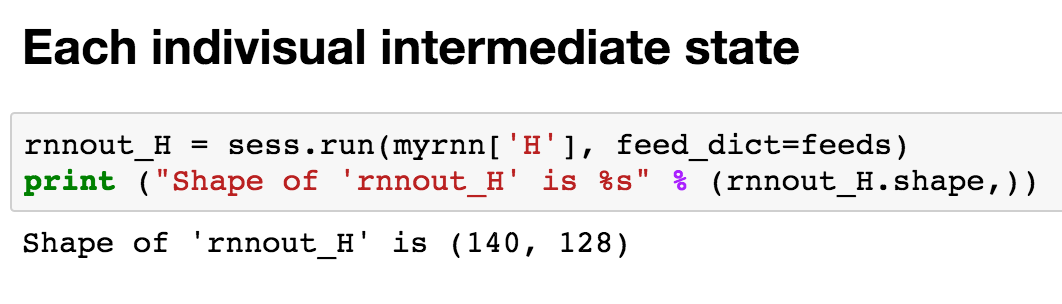 Each indivisual intermediate state
rnnout_H = sess.run(myrnn['H'], feed_dict=feeds)
print ("Shape of 'rnnout_H' is %s" % (rnnout_H.shape,))
Shape of 'rnnout_H' is (140, 128)